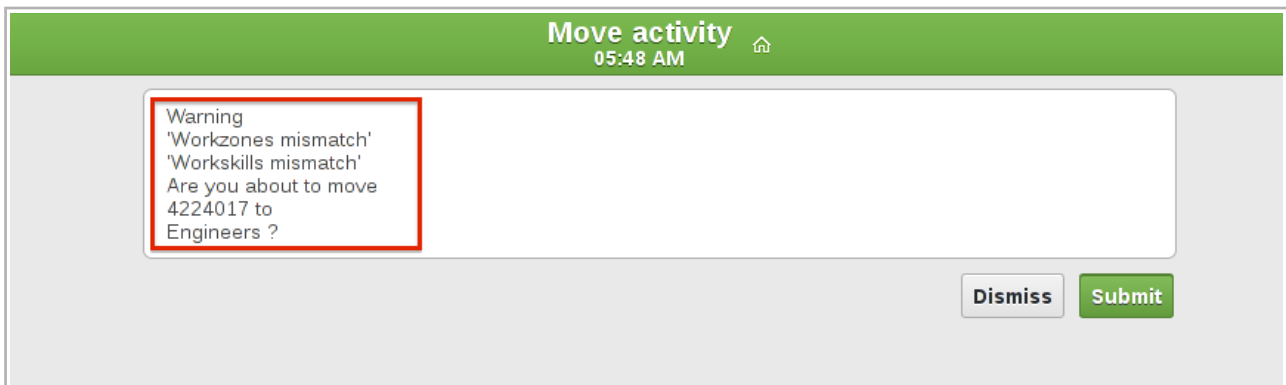 Move activity
05:48 AM
Warning
'Workzones mismatch'
'Workskills mismatch'
Are you about to move
4224017 to
Engineers ?
Dismiss Submit